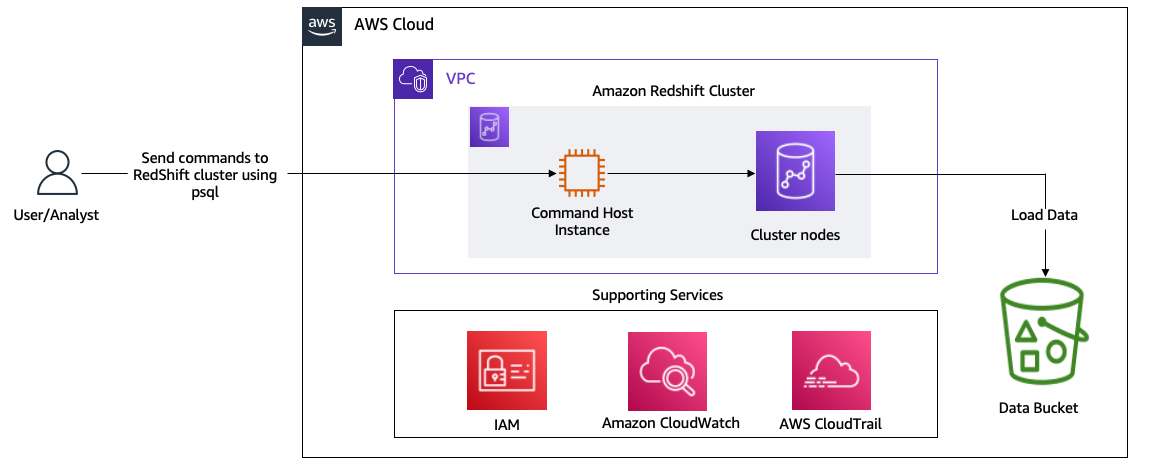 aws
AWS Cloud
VPC
Amazon Redshift Cluster
Send commands to
RedShift cluster using
psql
User/Analyst
Command Host
Instance
Cluster nodes
Load Data
Supporting Services
IAM
Amazon CloudWatch
AWS CloudTrail
Data Bucket